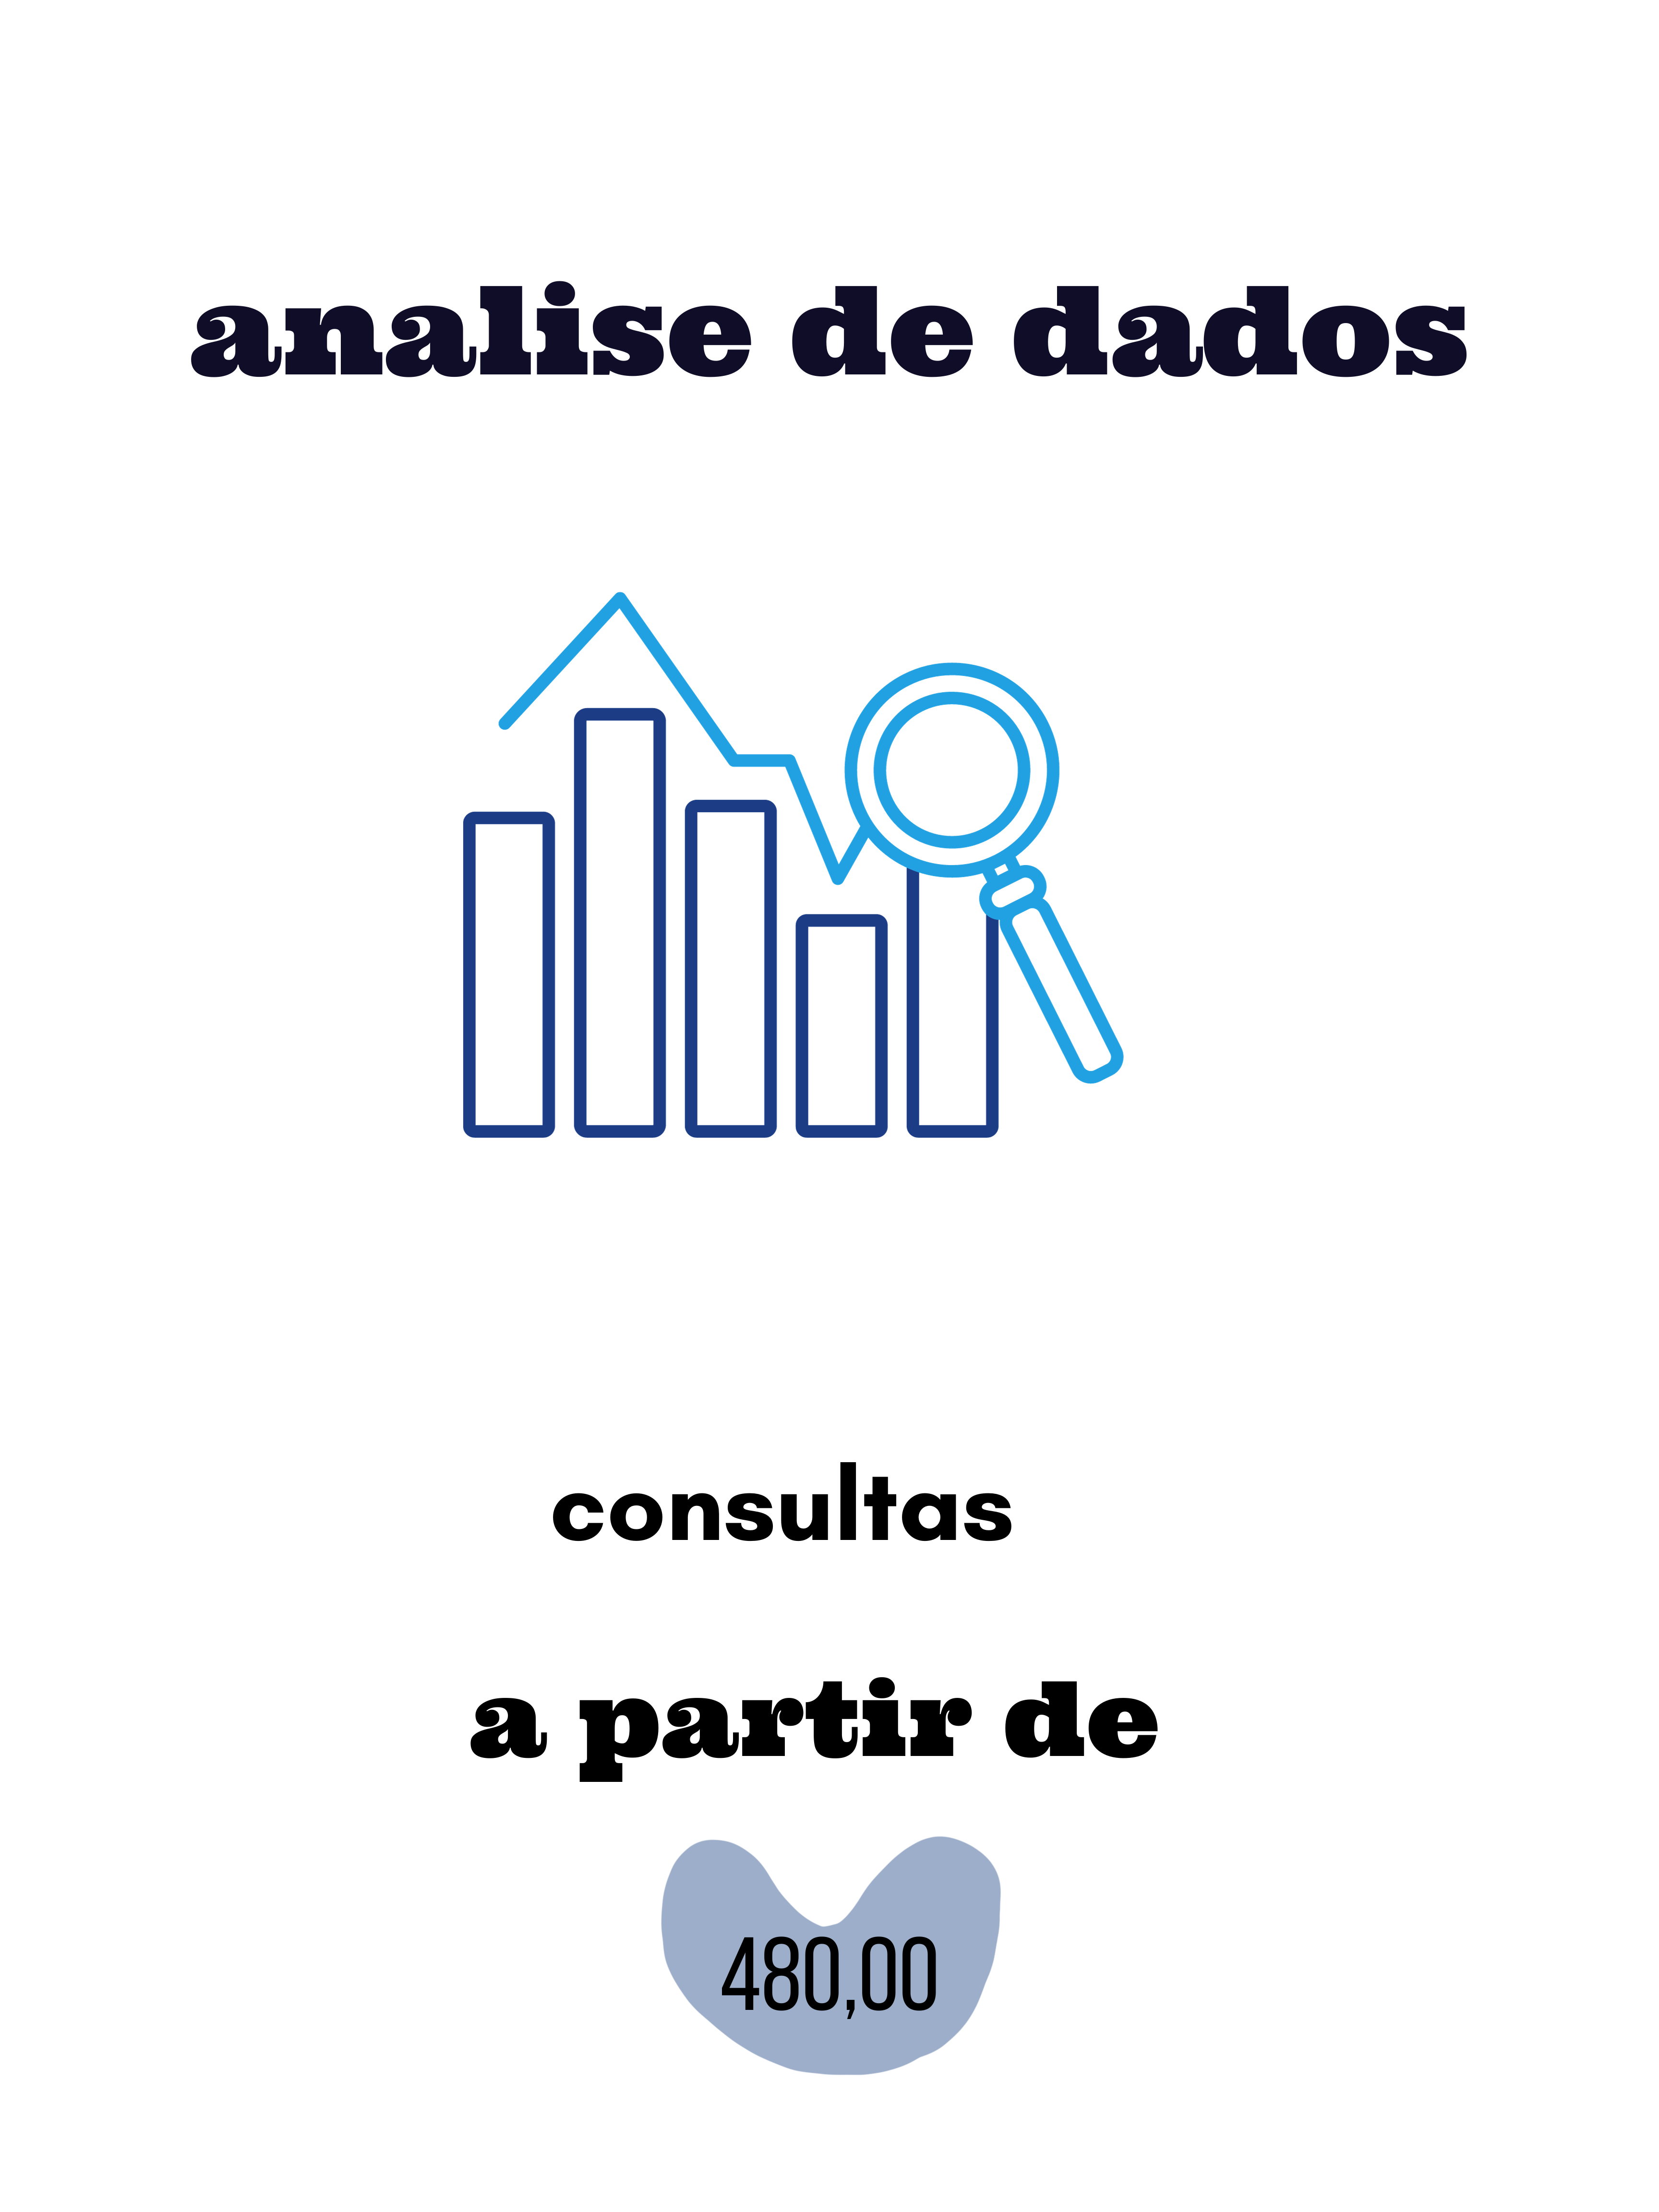 analise de dados
consultas
a partir de
480,00